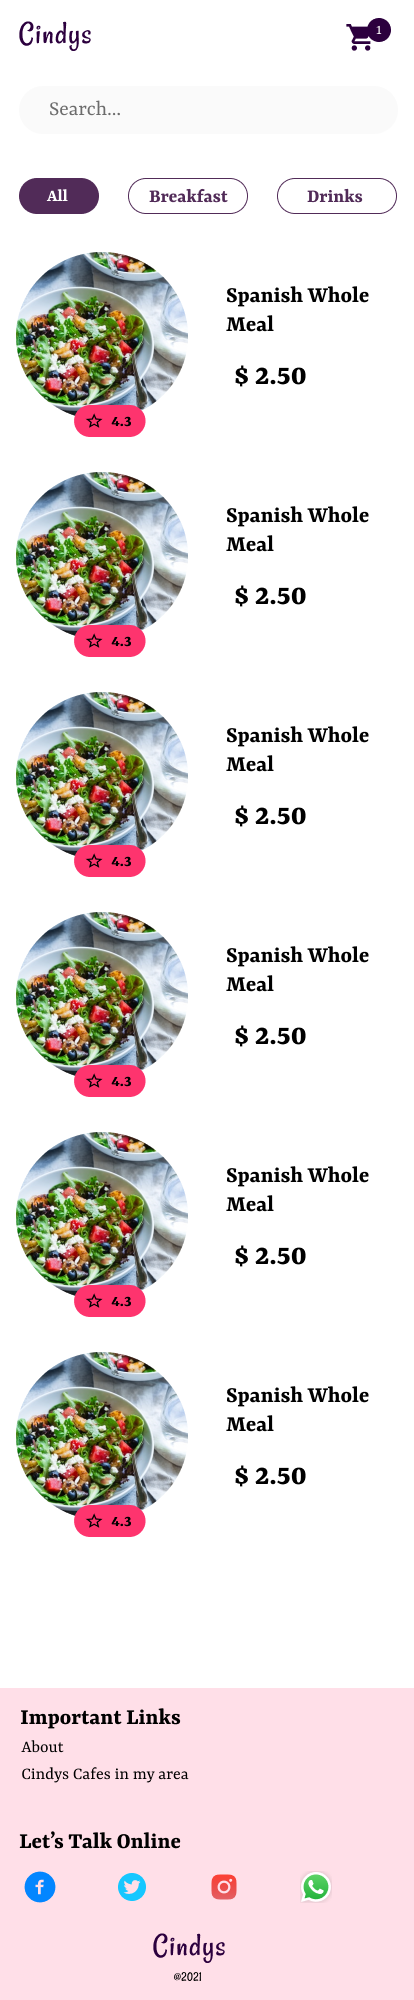 Cindys
1
Search...
All
Breakfast
Drinks
Spanish Whole
Meal
$ 2.50
4.3
Spanish Whole
Meal
$ 2.50
4.3
Spanish Whole
Meal
$ 2.50
4.3
Spanish Whole
Meal
$ 2.50
4.3
Spanish Whole
Meal
$ 2.50
4.3
Spanish Whole
Meal
$ 2.50
4.3
Important Links
About
Cindys Cafes in my area
Let’s Talk Online
Cindys
@2021